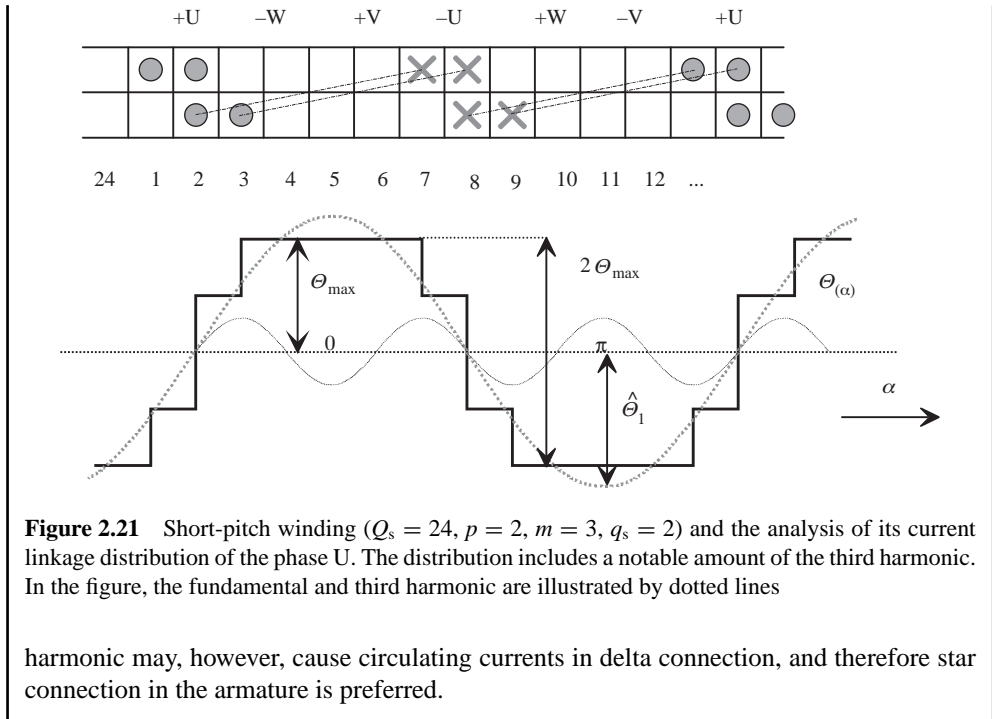 +U –W +V –U +W –V +U
24 1 2 3 4 5 6 7 8 9 10 11 12 ...
Θmax
2 Θmax
Θ(α)
0
π
α
Θ̂1
Figure 2.21 Short-pitch winding (Qs = 24, p = 2, m = 3, qs = 2) and the analysis of its current
linkage distribution of the phase U. The distribution includes a notable amount of the third harmonic.
In the figure, the fundamental and third harmonic are illustrated by dotted lines
harmonic may, however, cause circulating currents in delta connection, and therefore star
connection in the armature is preferred.